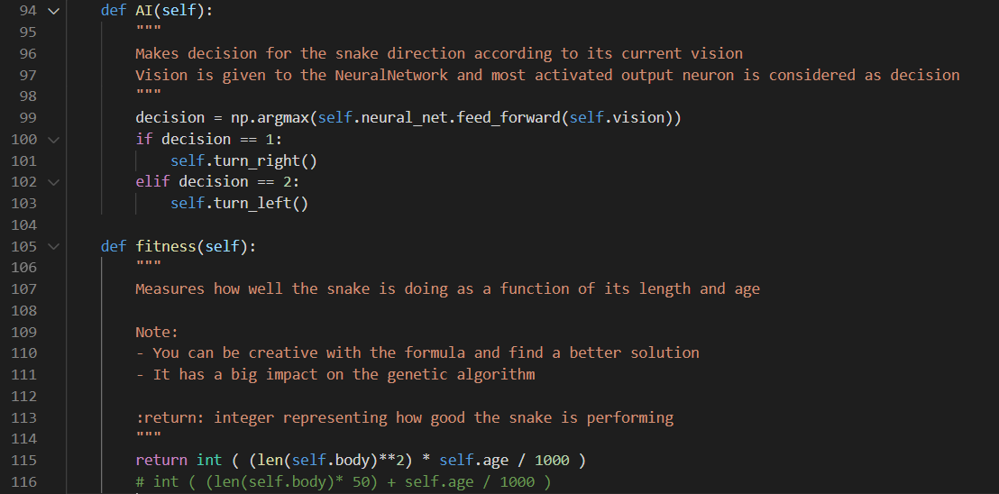 94 def AI(self):
95 """
96 Makes decision for the snake direction according to its current vision
97 Vision is given to the NeuralNetwork and most activated output neuron is considered as decision
98 """
99 decision = np.argmax(self.neural_net.feed_forward(self.vision))
100 if decision == 1:
101 self.turn_right()
102 elif decision == 2:
103 self.turn_left()
104
105 def fitness(self):
106 """
107 Measures how well the snake is doing as a function of its length and age
108
109 Note:
110 - You can be creative with the formula and find a better solution
111 - It has a big impact on the genetic algorithm
112
113 :return: integer representing how good the snake is performing
114 """
115 return int ( (len(self.body)**2) * self.age / 1000 )
116 # int ( (len(self.body)* 50) + self.age / 1000 )